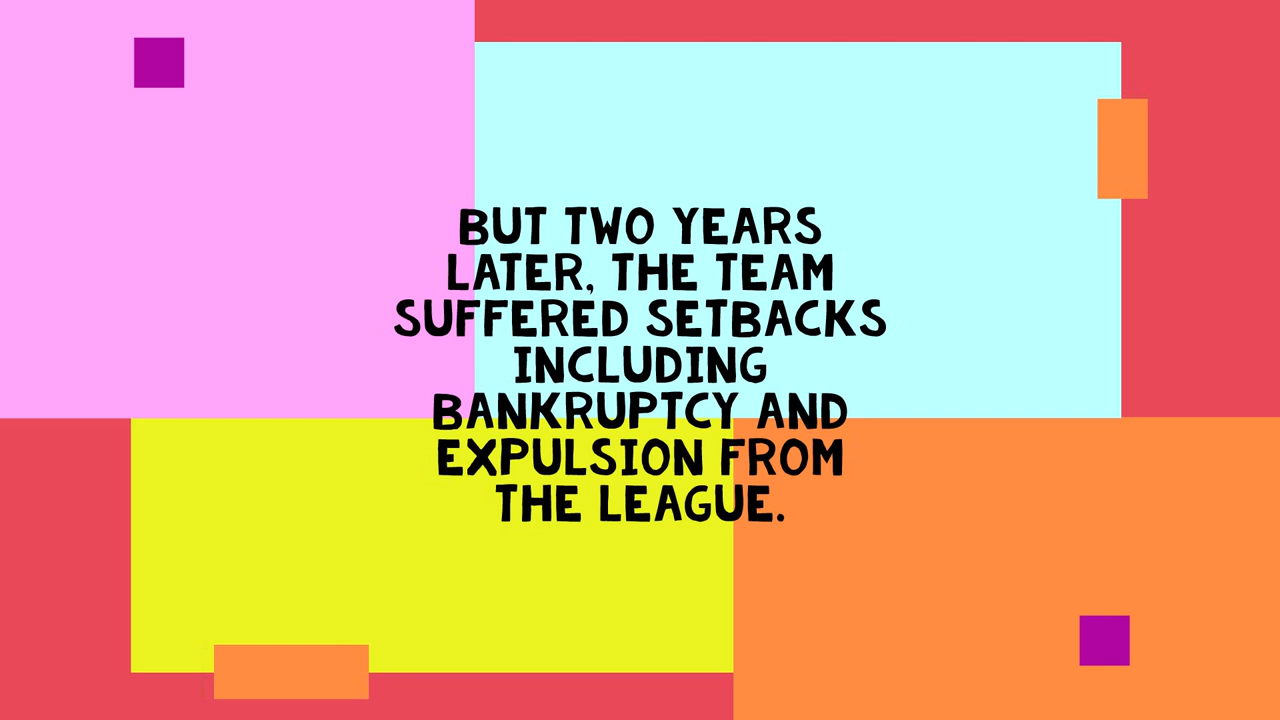 BUT TWO YEARS
LATER, THE TEAM
SUFFERED SETBACKS
INCLUDING
BANKRUPTCY AND
EXPULSION FROM
THE LEAGUE.